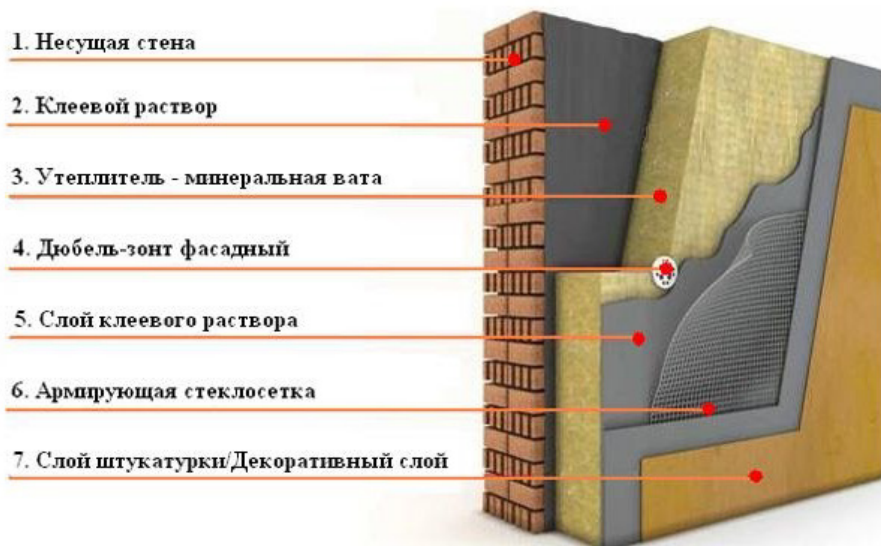 1. Несущая стена
2. Клеевой раствор
3. Утеплитель - минеральная вата
4. Дюбель-зонт фасадный
5. Слой клеевого раствора
6. Армирующая стеклосетка
7. Слой штукатурки/Декоративный слой